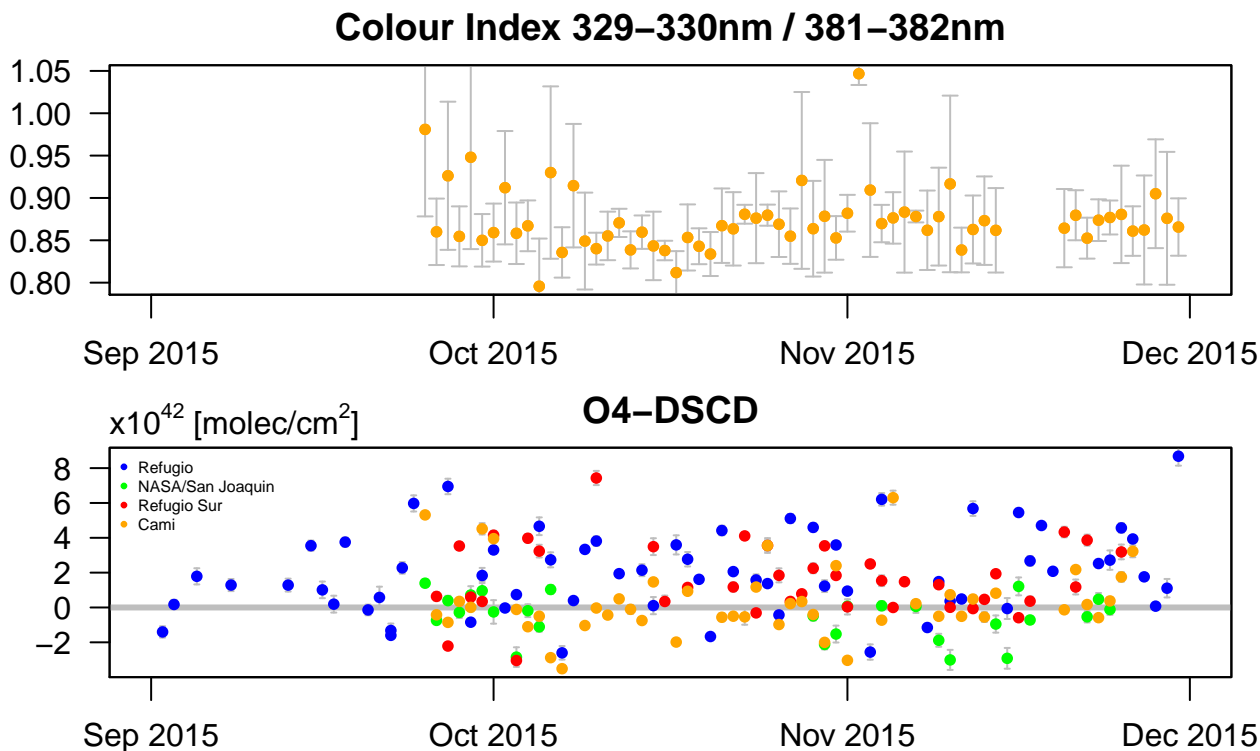 Colour Index 329–330nm / 381–382nm
1.05
1.00
0.95
0.90
0.85
0.80
Sep 2015 Oct 2015 Nov 2015 Dec 2015
x10^42 [molec/cm^2] O4–DSCD
8
6
4
2
0
−2
Refugio
NASA/San Joaquin
Refugio Sur
Cami
Sep 2015 Oct 2015 Nov 2015 Dec 2015